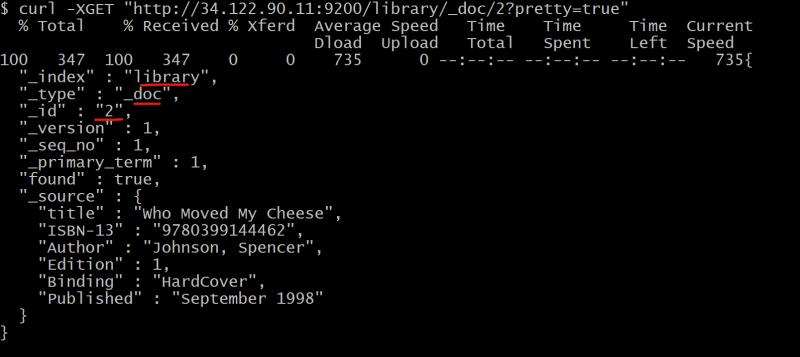 $ curl -XGET "http://34.122.90.11:9200/library/_doc/2?pretty=true"
  % Total    % Received % Xferd  Average Speed   Time    Time     Time  Current
                                 Dload  Upload   Total   Spent    Left  Speed
100   347  100   347    0     0    735      0 --:--:-- --:--:-- --:--:--   735{
  "_index" : "library",
  "_type" : "_doc",
  "_id" : "2",
  "_version" : 1,
  "_seq_no" : 1,
  "_primary_term" : 1,
  "found" : true,
  "_source" : {
    "title" : "Who Moved My Cheese",
    "ISBN-13" : "9780399144462",
    "Author" : "Johnson, Spencer",
    "Edition" : 1,
    "Binding" : "HardCover",
    "Published" : "September 1998"
  }
}